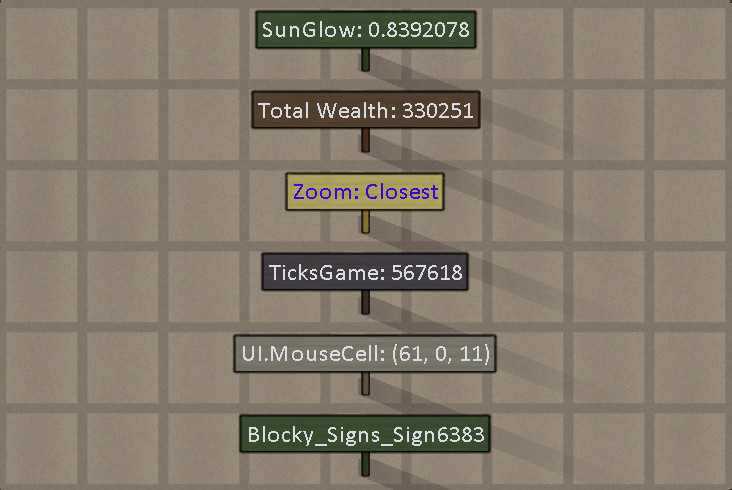 SunGlow: 0.8392078
Total Wealth: 330251
Zoom: Closest
TicksGame: 567618
UI.MouseCell: (61, 0, 11)
Blocky_Signs_Sign6383